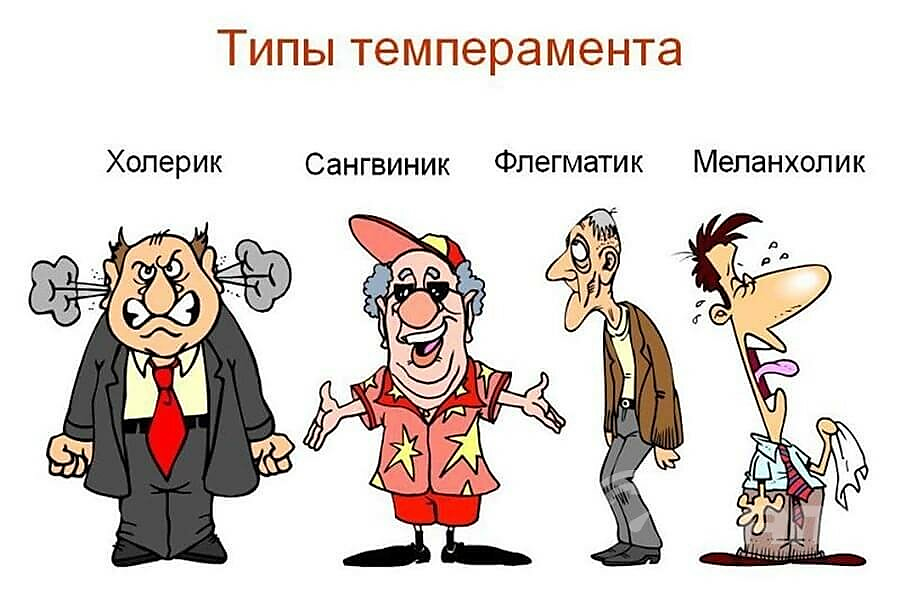 Типы темперамента
Холерик
Сангвиник
Флегматик
Меланхолик